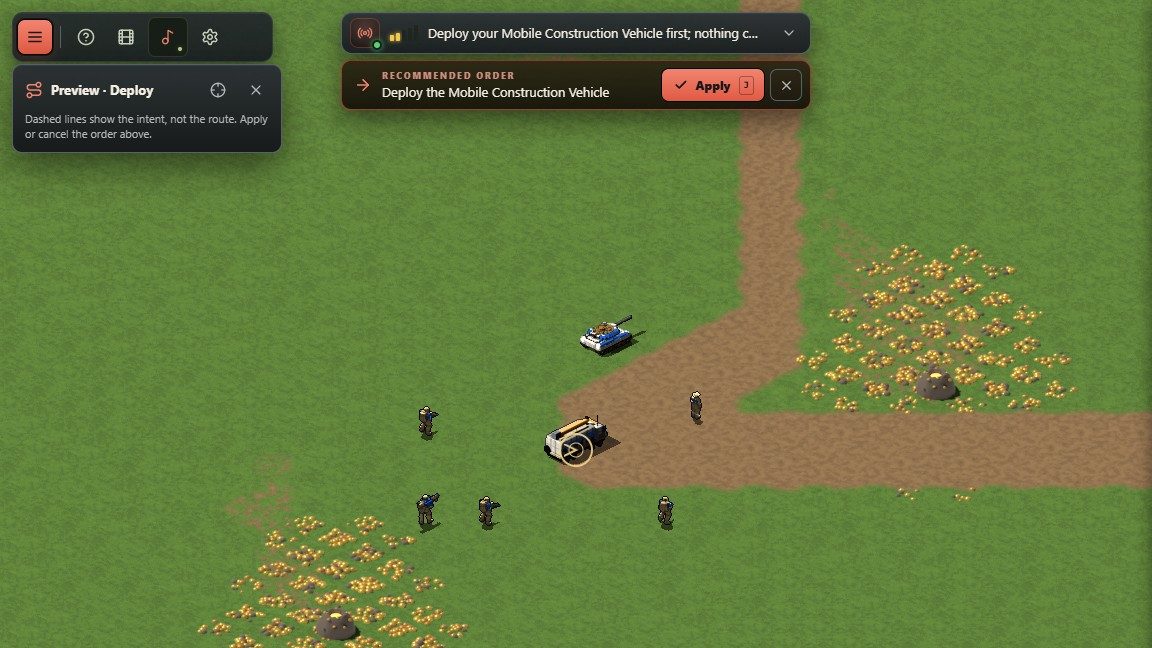 Deploy your Mobile Construction Vehicle first; nothing c...
RECOMMENDED ORDER
Deploy the Mobile Construction Vehicle
Apply 3
Preview · Deploy
Dashed lines show the intent, not the route. Apply
or cancel the order above.